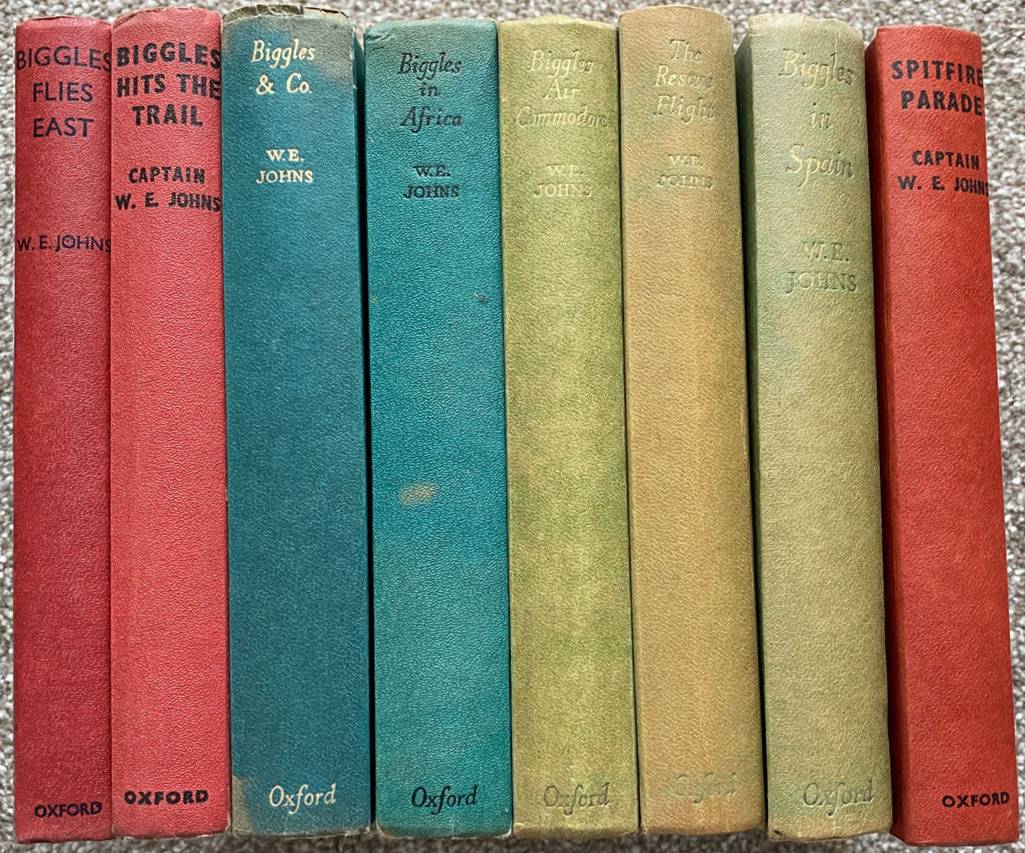 BIGGLES
FLIES
EAST
W. E. JOHNS
OXFORD
BIGGLES
HITS THE
TRAIL
CAPTAIN
W. E. JOHNS
OXFORD
Biggles
& Co.
W.E.
JOHNS
Oxford
Biggles
in
Africa
W.E.
JOHNS
Oxford
Biggles
Air
Commodore
W.E.
JOHNS
Oxford
The
Rescue
Flight
W.E.
JOHNS
Oxford
Biggles
in
Spain
W.E.
JOHNS
Oxford
SPITFIRE
PARADE
CAPTAIN
W. E. JOHNS
OXFORD